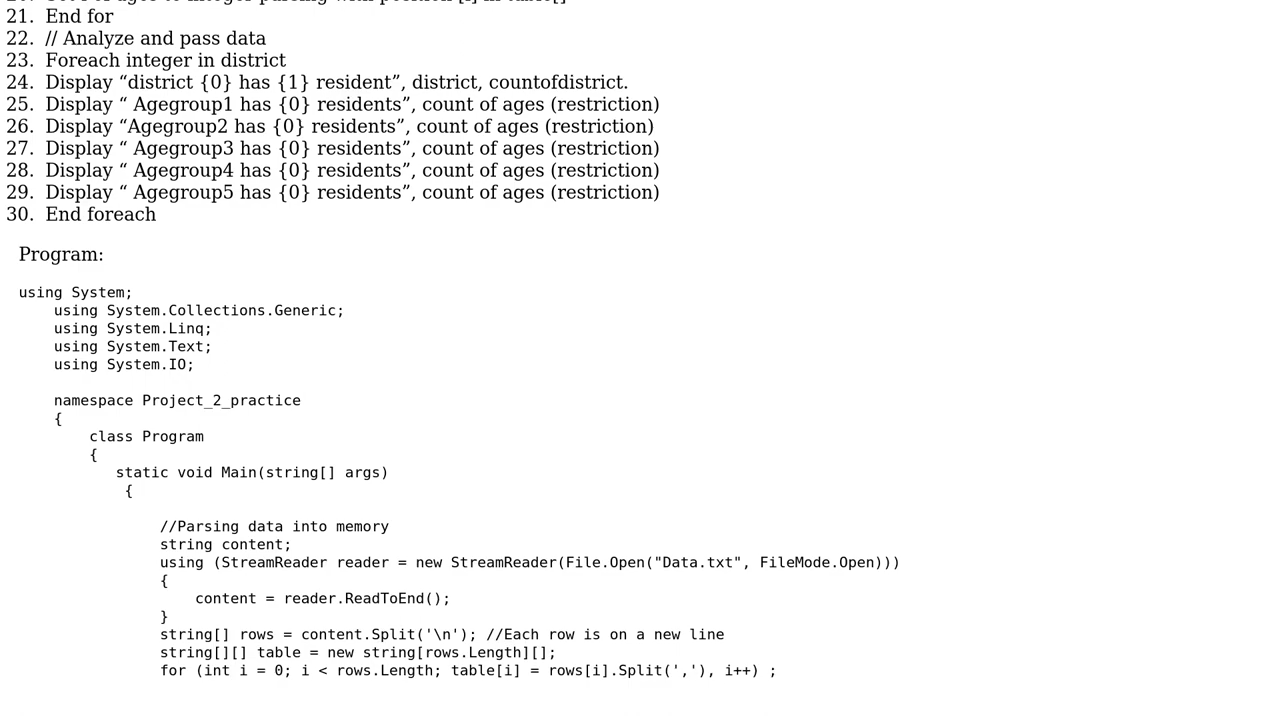 21. End for
22. // Analyze and pass data
23. Foreach integer in district
24. Display “district {0} has {1} resident”, district, countofdistrict.
25. Display “ Agegroup1 has {0} residents”, count of ages (restriction)
26. Display “Agegroup2 has {0} residents”, count of ages (restriction)
27. Display “ Agegroup3 has {0} residents”, count of ages (restriction)
28. Display “ Agegroup4 has {0} residents”, count of ages (restriction)
29. Display “ Agegroup5 has {0} residents”, count of ages (restriction)
30. End foreach
Program:
using System;
using System.Collections.Generic;
using System.Linq;
using System.Text;
using System.IO;
namespace Project_2_practice
{
class Program
{
static void Main(string[] args)
{
//Parsing data into memory
string content;
using (StreamReader reader = new StreamReader(File.Open("Data.txt", FileMode.Open)))
{
content = reader.ReadToEnd();
}
string[] rows = content.Split('\n'); //Each row is on a new line
string[][] table = new string[rows.Length][];
for (int i = 0; i < rows.Length; table[i] = rows[i].Split(','), i++) ;